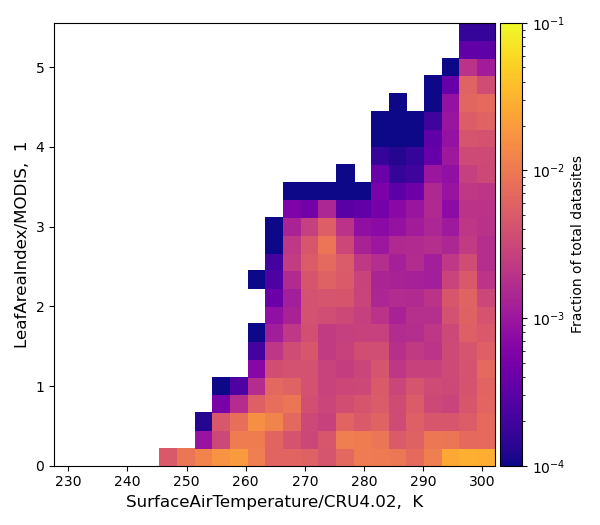 5
4
3
2
1
0
LeafAreaIndex/MODIS,  1
230 240 250 260 270 280 290 300
SurfaceAirTemperature/CRU4.02,  K
10⁻¹
10⁻²
10⁻³
10⁻⁴
Fraction of total datasites